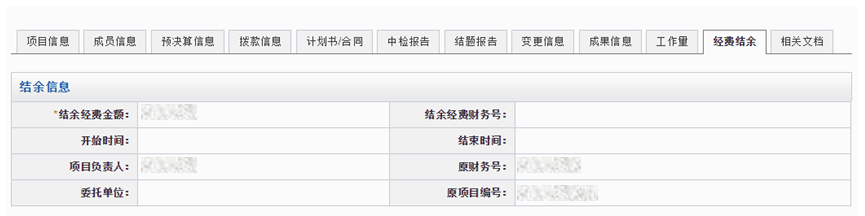 项目信息 成员信息 预决算信息 拨款信息 计划书/合同 中检报告 结题报告 变更信息 成果信息 工作量 经费结余 相关文档
结余信息
*结余经费金额： 结余经费财务号：
开始时间： 结束时间：
项目负责人： 原财务号：
委托单位： 原项目编号：